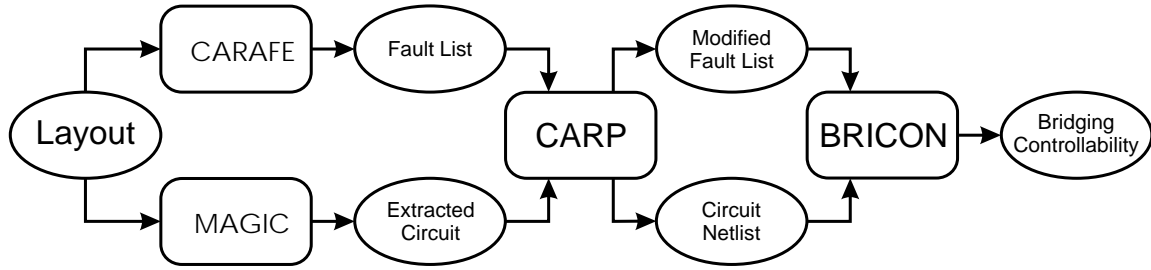 CARAFE
Fault List
Modified
Fault List
Layout
CARP
BRICON
Bridging
Controllability
MAGIC
Extracted
Circuit
Circuit
Netlist